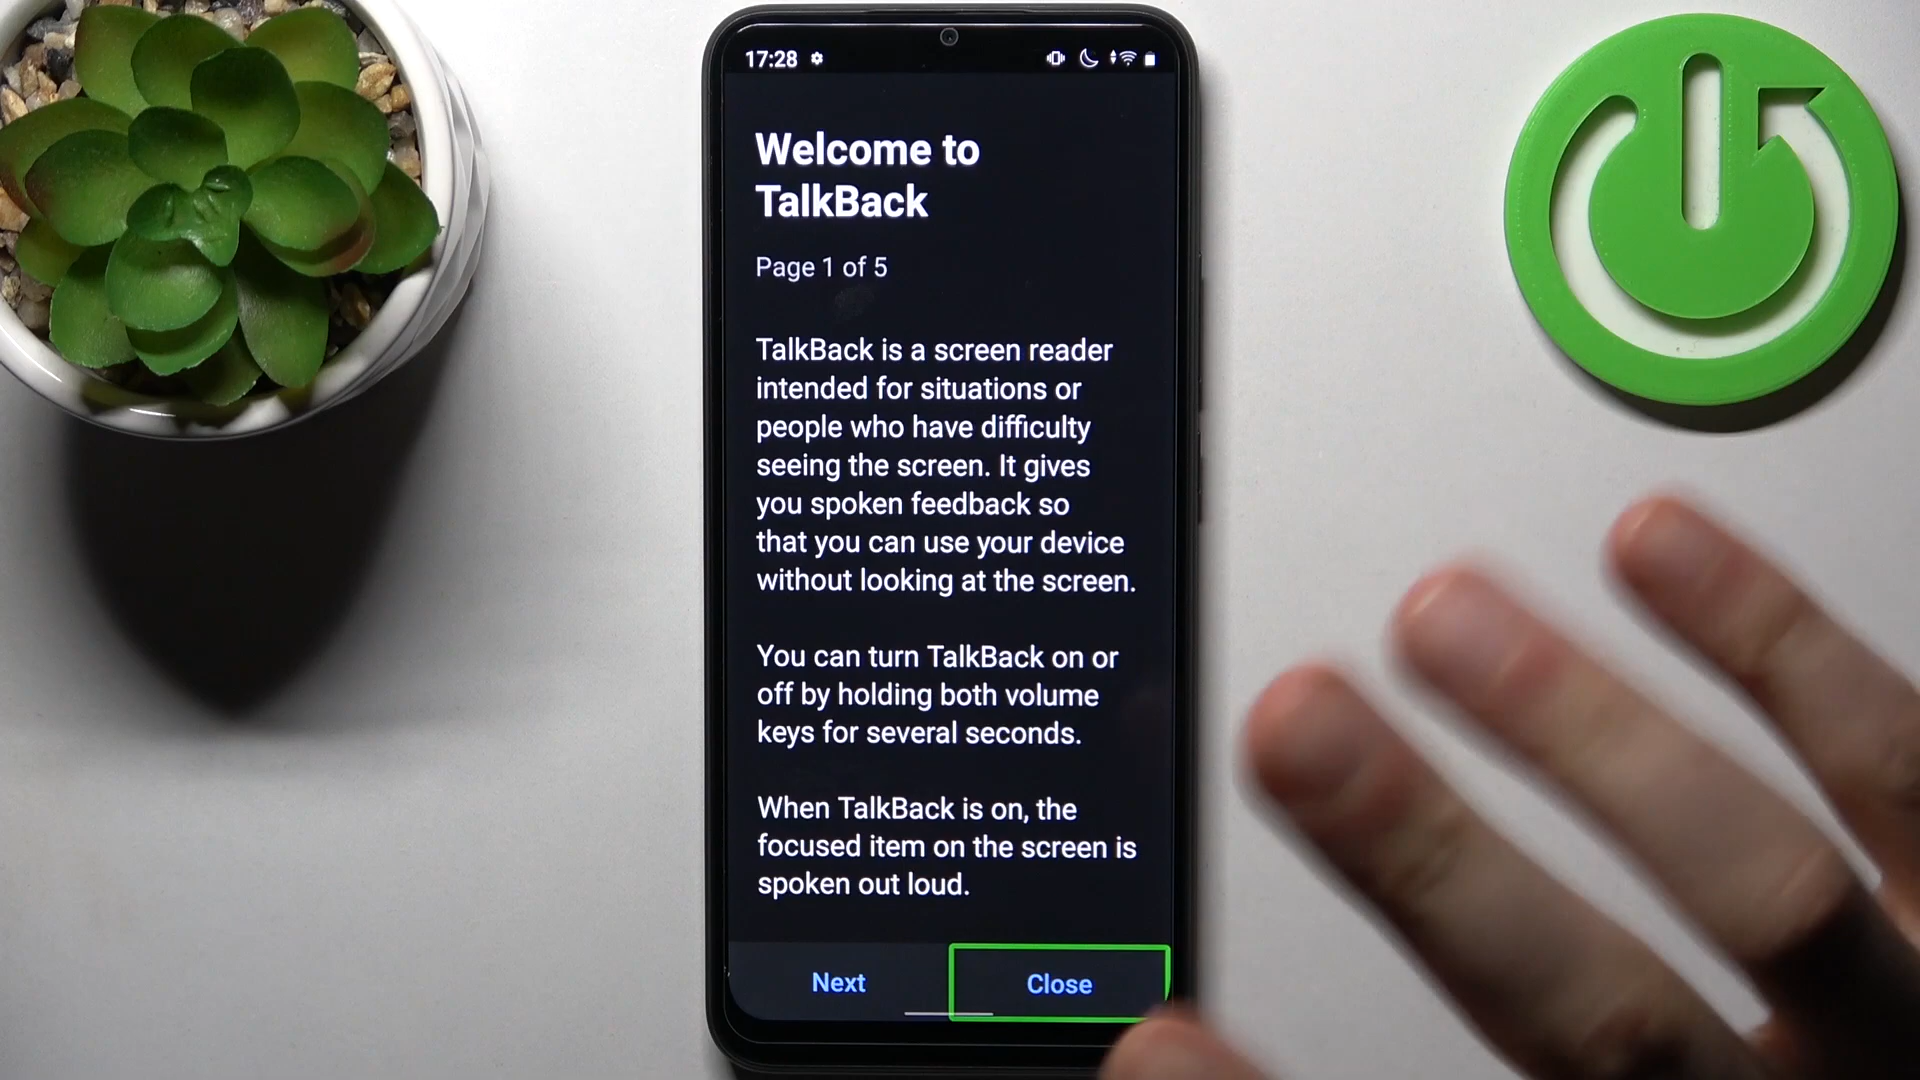 17:28
Welcome to
TalkBack
Page 1 of 5
TalkBack is a screen reader
intended for situations or
people who have difficulty
seeing the screen. It gives
you spoken feedback so
that you can use your device
without looking at the screen.
You can turn TalkBack on or
off by holding both volume
keys for several seconds.
When TalkBack is on, the
focused item on the screen is
spoken out loud.
Next
Close